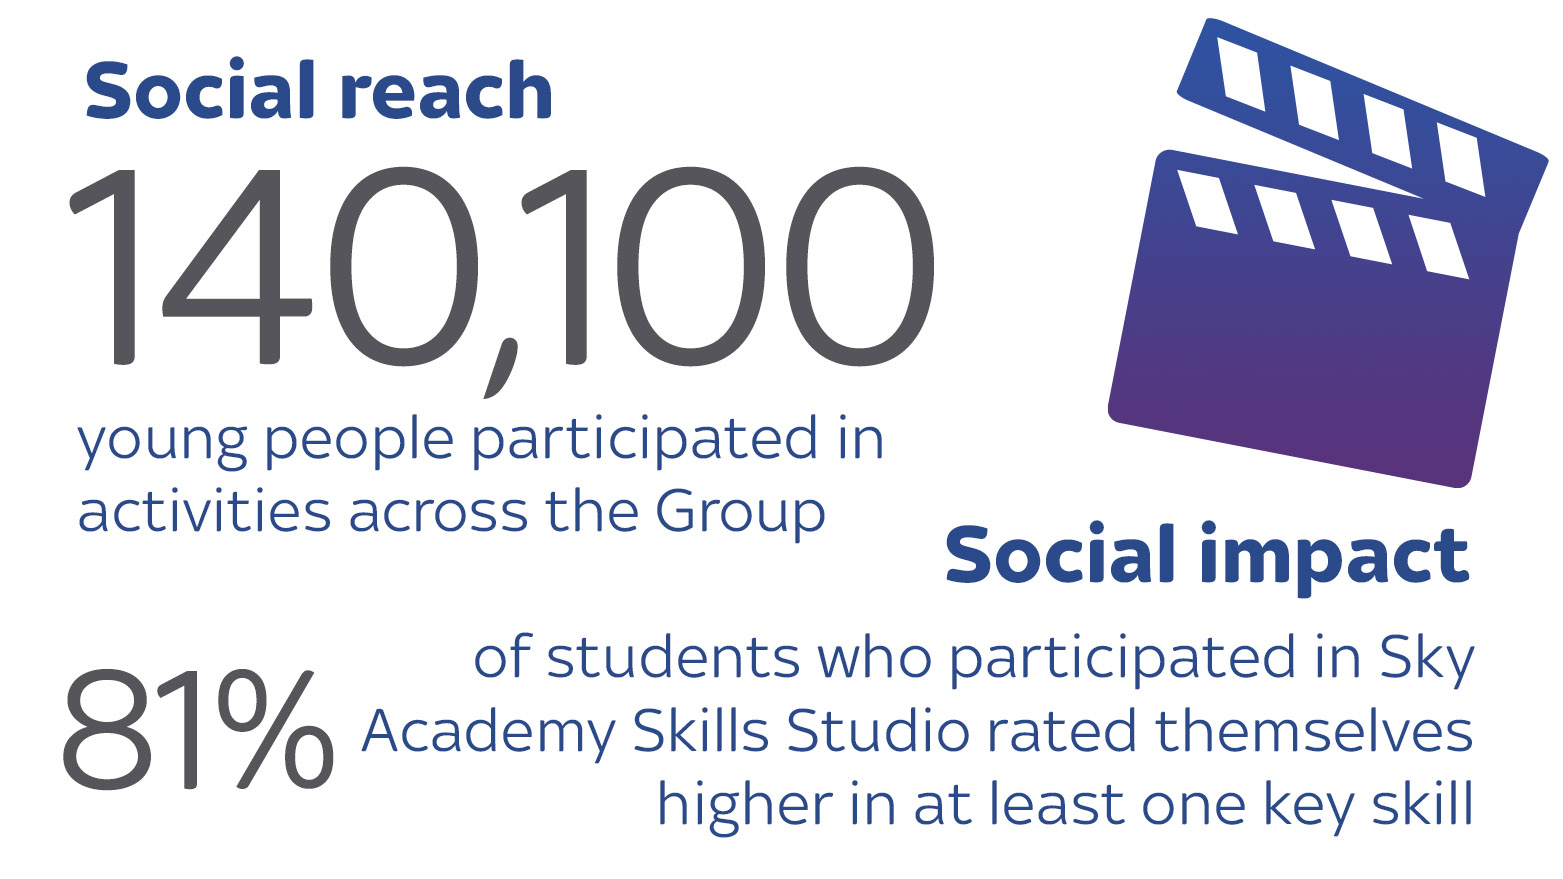 Social reach
140,100
young people participated in
activities across the Group
Social impact
81%
of students who participated in Sky
Academy Skills Studio rated themselves
higher in at least one key skill